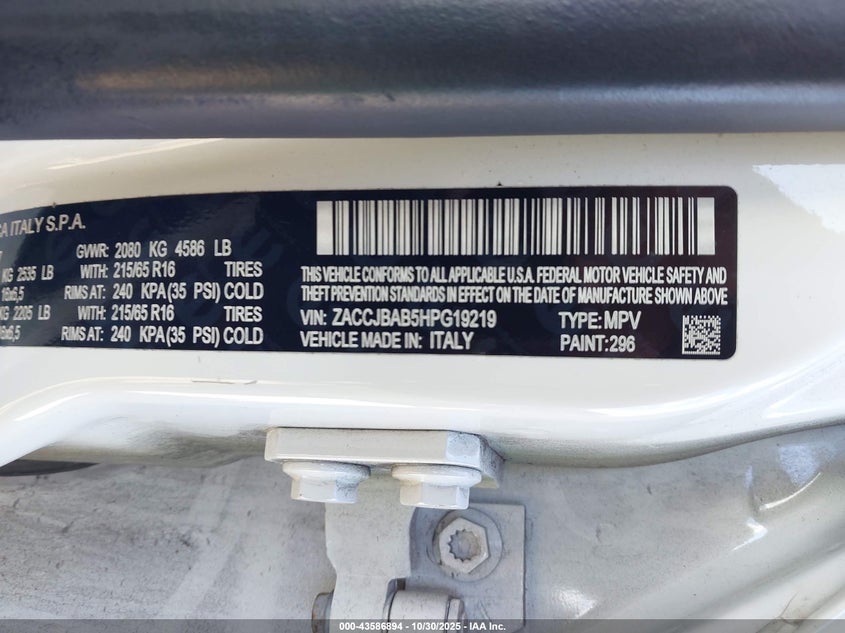 CA ITALY S.P.A.
GVWR: 2080 KG 4586 LB
KG 2535 LB WITH: 215/65 R16 TIRES
16x6,5 RIMS AT: 240 KPA(35 PSI) COLD
KG 2205 LB WITH: 215/65 R16 TIRES
16x6,5 RIMS AT: 240 KPA(35 PSI) COLD
THIS VEHICLE CONFORMS TO ALL APPLICABLE U.S.A. FEDERAL MOTOR VEHICLE SAFETY AND
THEFT PREVENTION STANDARDS IN EFFECT ON THE DATE OF MANUFACTURE SHOWN ABOVE.
VIN: ZACCJBAB5HPG19219 TYPE: MPV
VEHICLE MADE IN: ITALY PAINT: 296
000-43586894 | 10/30/2025 | IAA Inc.